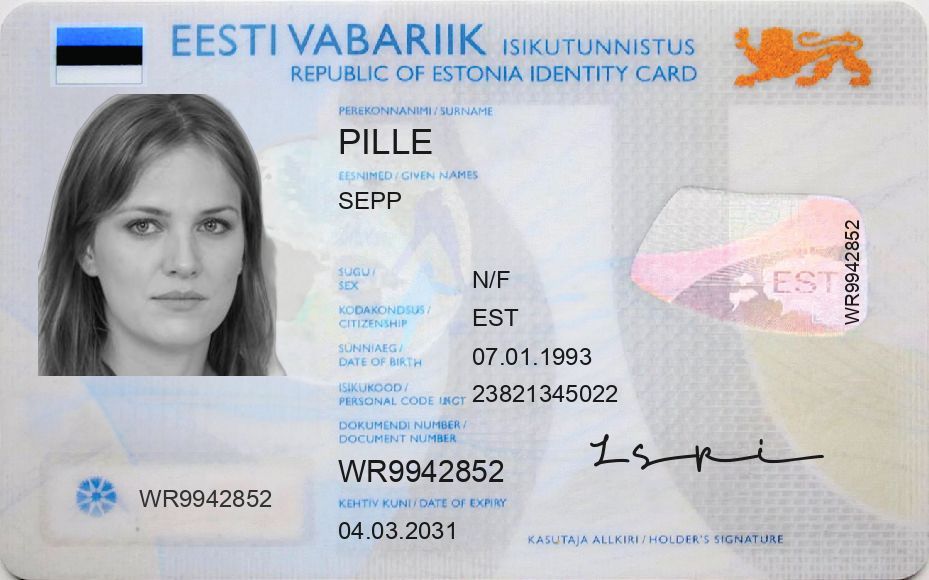 EESTI VABARIIK ISIKUTUNNISTUS
REPUBLIC OF ESTONIA IDENTITY CARD
PEREKONNANIMI / SURNAME
PILLE
EESNIMED / GIVEN NAMES
SEPP
SUGU /
SEX
N/F
KODAKONDSUS /
CITIZENSHIP
EST
SÜNNIAEG /
DATE OF BIRTH
07.01.1993
ISIKUKOOD /
PERSONAL CODE
23821345022
DOKUMENDI NUMBER /
DOCUMENT NUMBER
WR9942852
KEHTIV KUNI / DATE OF EXPIRY
04.03.2031
WR9942852
EST
WR9942852
KASUTAJA ALLKIRI / HOLDER'S SIGNATURE